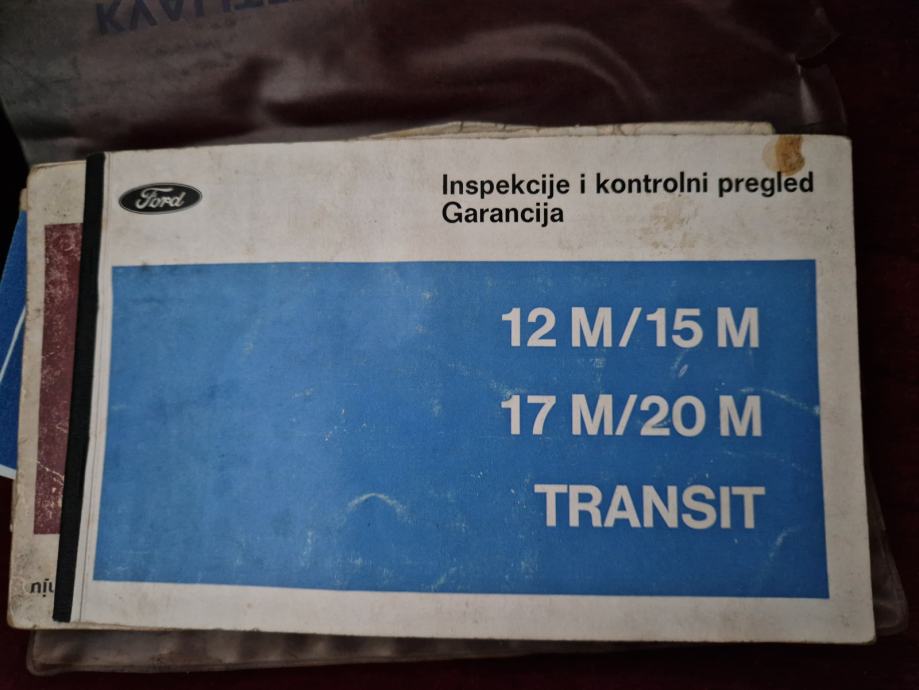 Ford
Inspekcije i kontrolni pregled
Garancija
12 M/15 M
17 M/20 M
TRANSIT